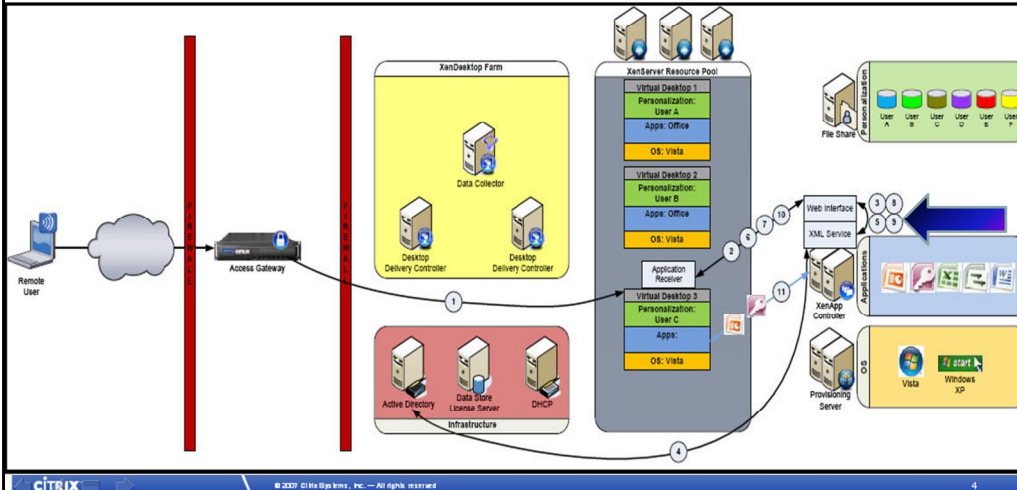 XenDesktop Farm
Data Collector
Desktop
Delivery Controller
Desktop
Delivery Controller
XenServer Resource Pool
Virtual Desktop 1
Personalization:
User A
Apps: Office
OS: Vista
Virtual Desktop 2
Personalization:
User B
Apps: Office
OS: Vista
Application
Receiver
Virtual Desktop 3
Personalization:
User C
Apps:
OS: Vista
File Share
Personalization
User
A
User
B
User
C
User
D
User
E
User
F
Remote
User
FIREWALL
Access Gateway
FIREWALL
1
2
6
7
10
Web Interface
XML Service
3
8
5
9
11
4
XenApp
Controller
Applications
Provisioning
Server
OS
Vista
start
Windows
XP
Active Directory
Data Store
License Server
DHCP
Infrastructure
CITRIX
© 2007 Citrix Systems, Inc. — All rights reserved
4